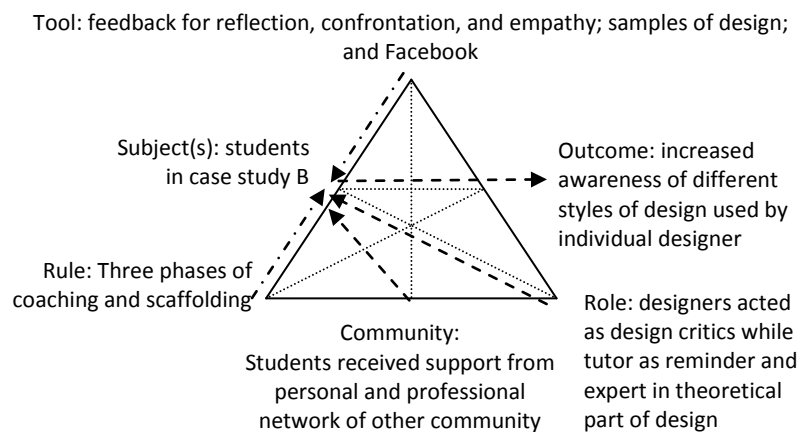 Tool: feedback for reflection, confrontation, and empathy; samples of design;
and Facebook
Subject(s): students
in case study B
Outcome: increased
awareness of different
styles of design used by
individual designer
Rule: Three phases of
coaching and scaffolding
Community:
Students received support from
personal and professional
network of other community
Role: designers acted
as design critics while
tutor as reminder and
expert in theoretical
part of design